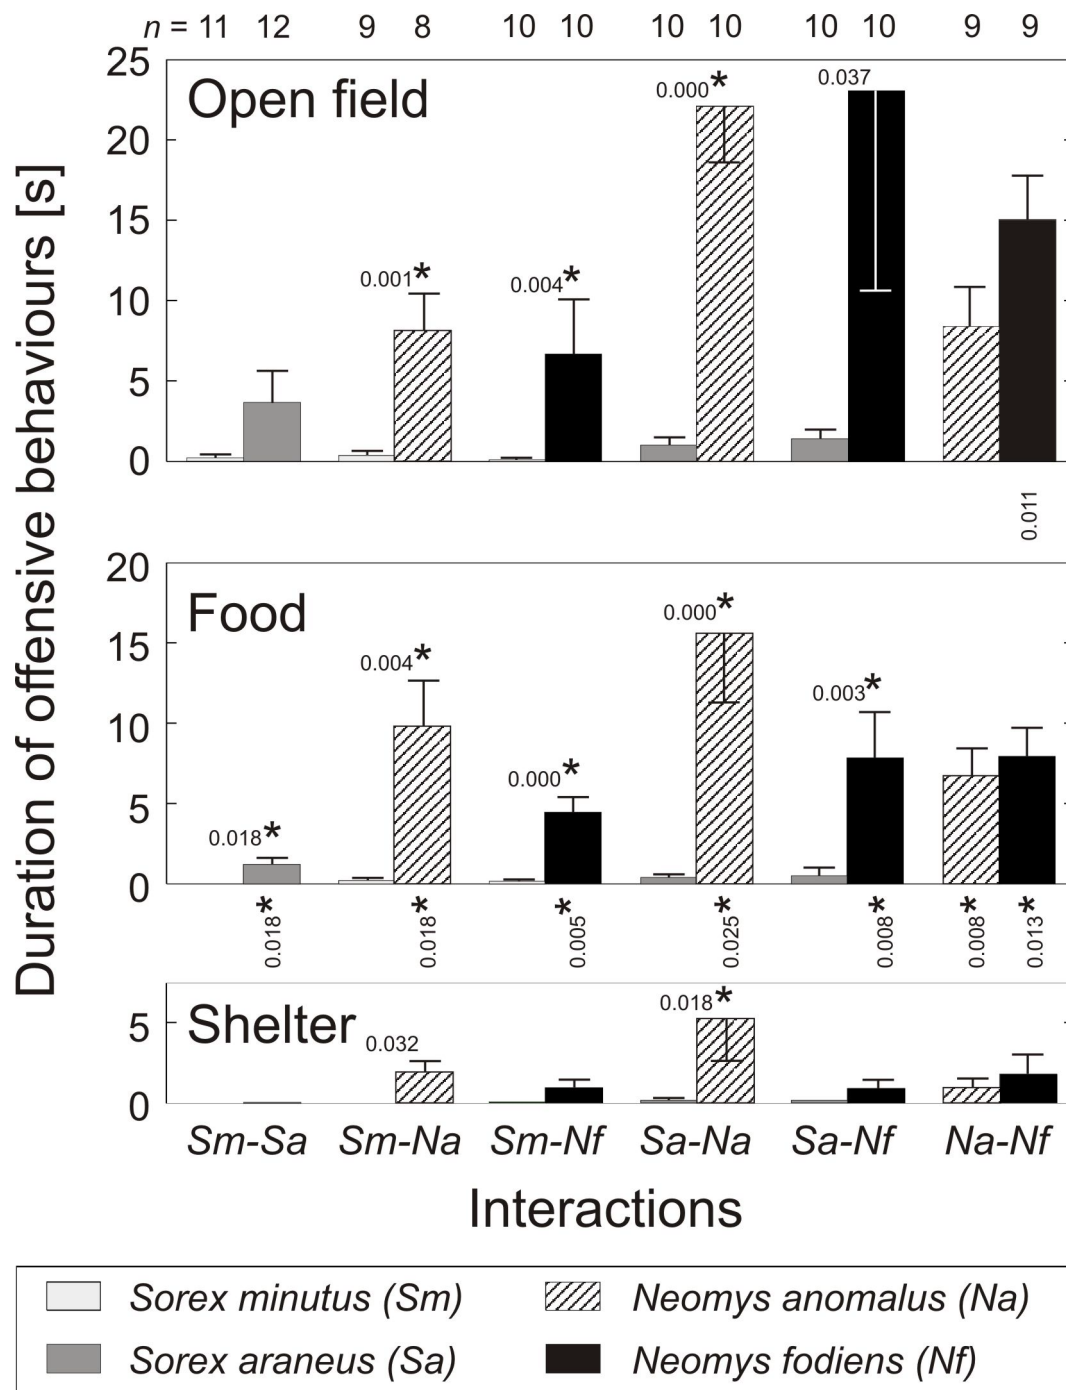 n = 11 12 9 8 10 10 10 10 10 10 9 9
Duration of offensive behaviours [s]
25
20
15
10
5
0
Open field
0.001*
0.004*
0.000*
0.037
0.011
20
15
10
5
0
Food
0.018*
0.004*
0.000*
0.000*
0.003*
* * * * * * *
0.018 0.018 0.005 0.025 0.008 0.008 0.013
5
0
Shelter
0.032
0.018*
Sm-Sa Sm-Na Sm-Nf Sa-Na Sa-Nf Na-Nf
Interactions
Sorex minutus (Sm) Neomys anomalus (Na)
Sorex araneus (Sa) Neomys fodiens (Nf)